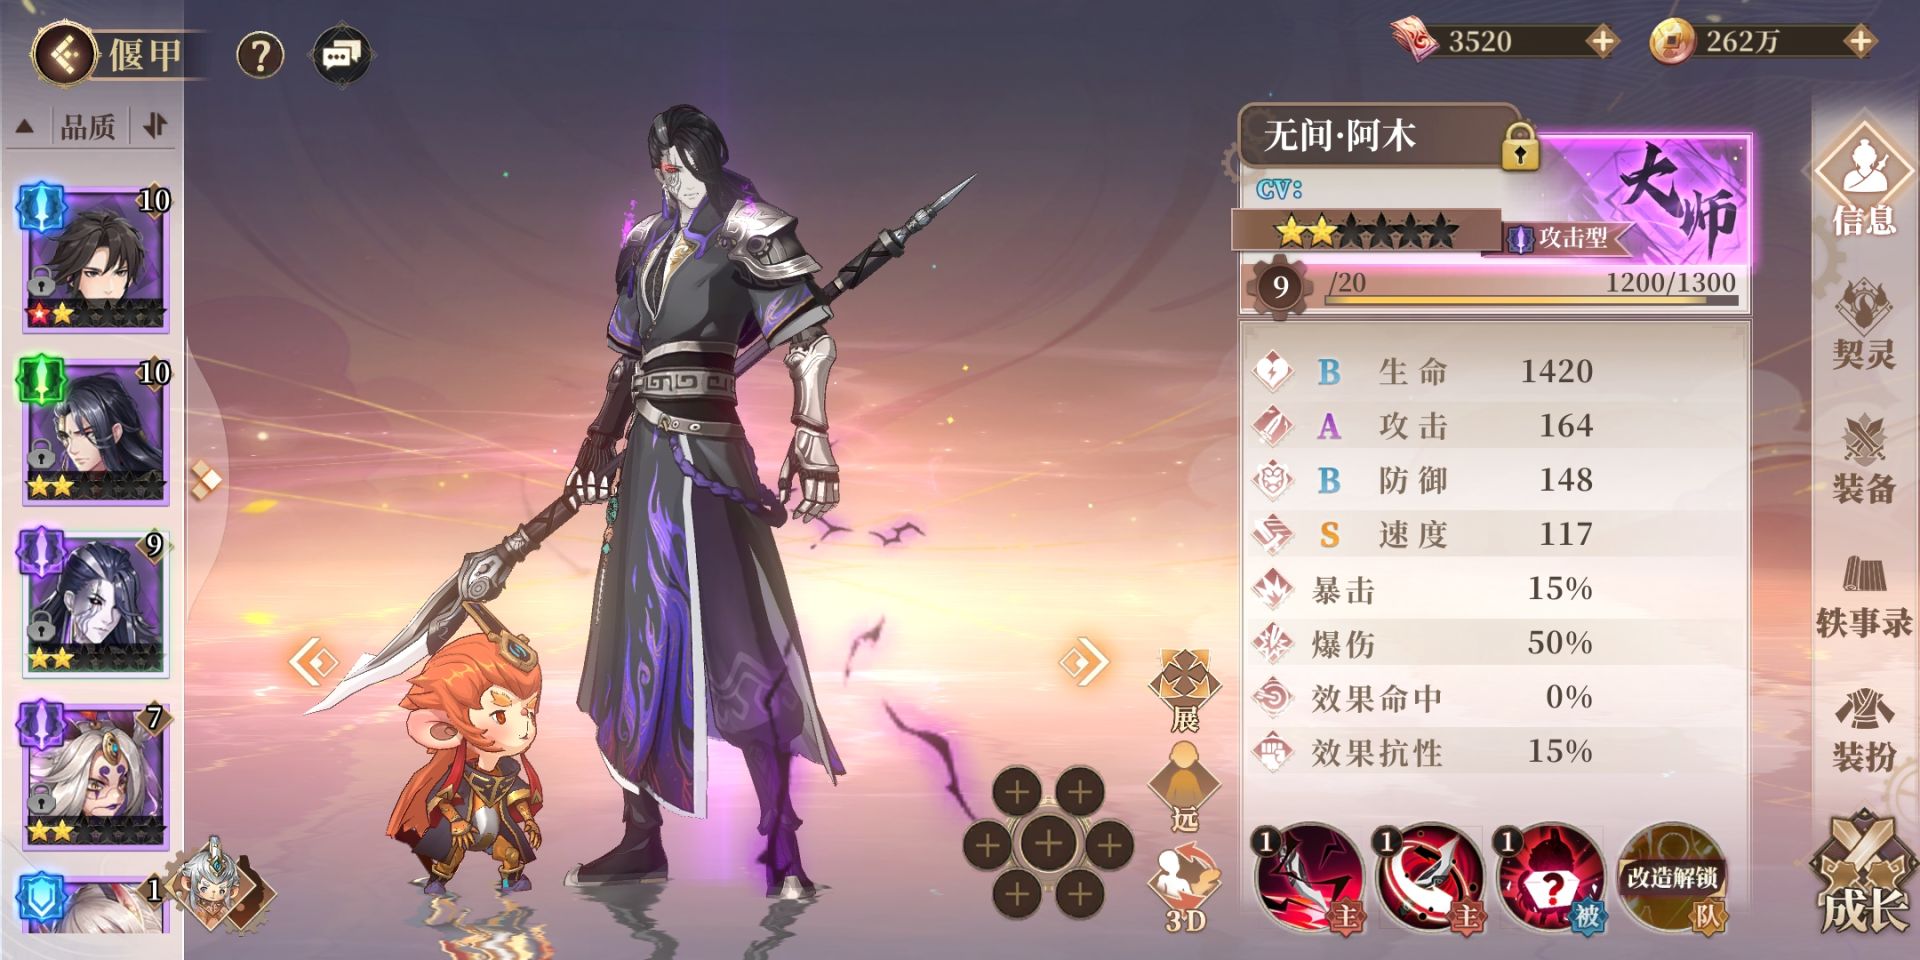 偃甲
?
3520
262万
品质
10
10
9
7
1
无间·阿木
CV:
大师
攻击型
9 /20
1200/1300
B 生命 1420
A 攻击 164
B 防御 148
S 速度 117
暴击 15%
爆伤 50%
效果命中 0%
效果抗性 15%
1 主
1 主
1 ? 被
改造解锁
队
展
远
3D
信息
契灵
装备
轶事录
装扮
成长